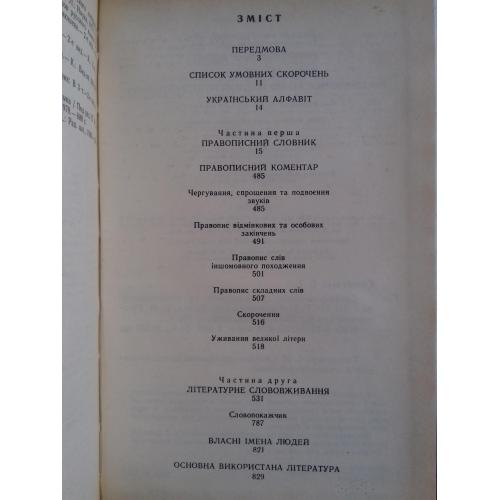 ЗМІСТ
ПЕРЕДМОВА
3
СПИСОК УМОВНИХ СКОРОЧЕНЬ
11
УКРАЇНСЬКИЙ АЛФАВІТ
14
Частина перша
ПРАВОПИСНИЙ СЛОВНИК
15
ПРАВОПИСНИЙ КОМЕНТАР
485
Чергування, спрощення та подвоєння
звуків
485
Правопис відмінкових та особових
закінчень
491
Правопис слів
іншомовного походження
501
Правопис складних слів
507
Скорочення
516
Уживання великої літери
518
Частина друга
ЛІТЕРАТУРНЕ СЛОВОВЖИВАННЯ
531
Словопокажчик
787
ВЛАСНІ ІМЕНА ЛЮДЕЙ
821
ОСНОВНА ВИКОРИСТАНА ЛІТЕРАТУРА
829